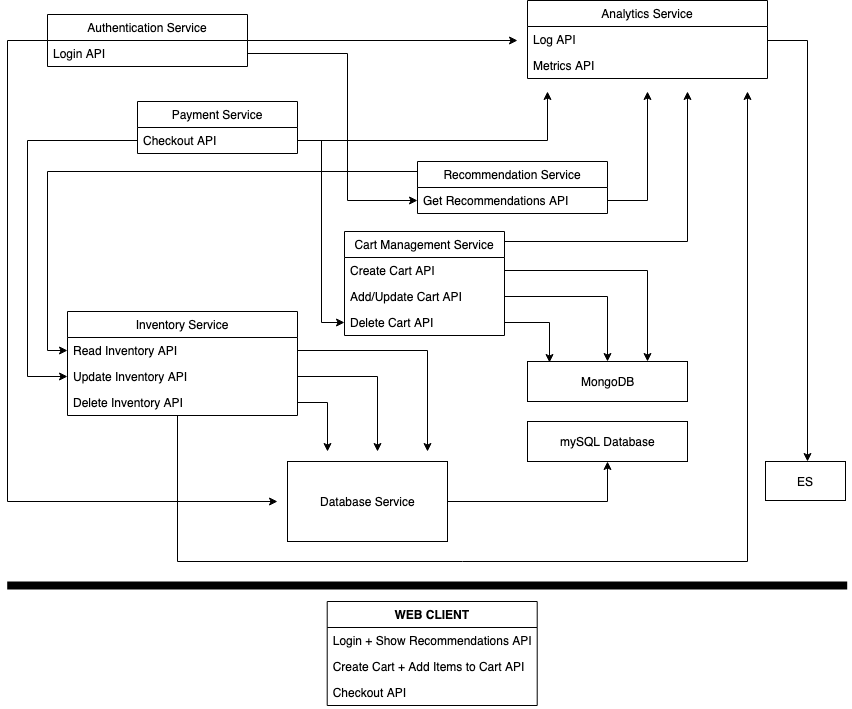 Authentication Service
Login API
Analytics Service
Log API
Metrics API
Payment Service
Checkout API
Recommendation Service
Get Recommendations API
Cart Management Service
Create Cart API
Add/Update Cart API
Delete Cart API
Inventory Service
Read Inventory API
Update Inventory API
Delete Inventory API
MongoDB
mySQL Database
Database Service
ES
WEB CLIENT
Login + Show Recommendations API
Create Cart + Add Items to Cart API
Checkout API